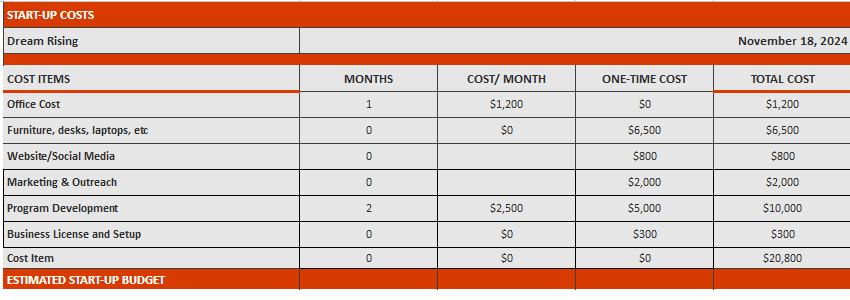 START-UP COSTS
Dream Rising November 18, 2024
COST ITEMS MONTHS COST/ MONTH ONE-TIME COST TOTAL COST
Office Cost 1 $1,200 $0 $1,200
Furniture, desks, laptops, etc 0 $0 $6,500 $6,500
Website/Social Media 0 $800 $800
Marketing & Outreach 0 $2,000 $2,000
Program Development 2 $2,500 $5,000 $10,000
Business License and Setup 0 $0 $300 $300
Cost Item 0 $0 $0 $20,800
ESTIMATED START-UP BUDGET